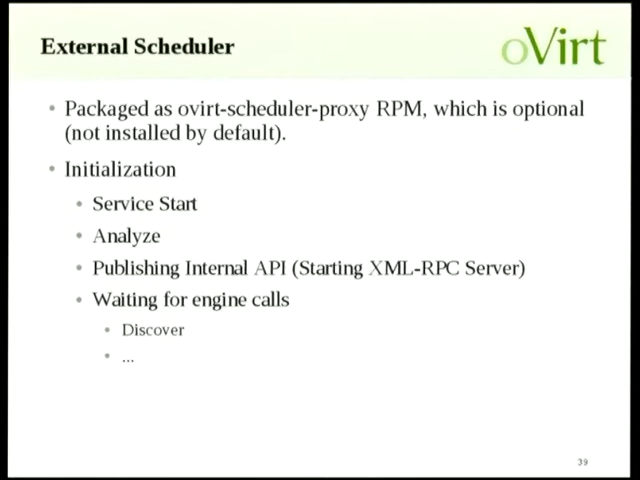 External Scheduler
oVirt
• Packaged as ovirt-scheduler-proxy RPM, which is optional
(not installed by default).
• Initialization
• Service Start
• Analyze
• Publishing Internal API (Starting XML-RPC Server)
• Waiting for engine calls
• Discover
• ...
39